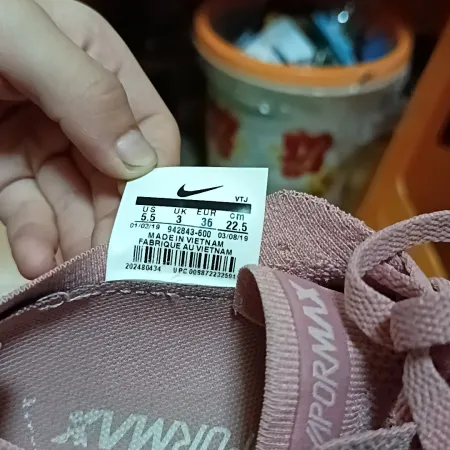 VTJ
US UK EUR cm
5.5 3 36 22.5
01/02/19 942843-600 03/08/19
MADE IN VIETNAM
FABRIQUE AU VIETNAM
202480434
VAPORMAX